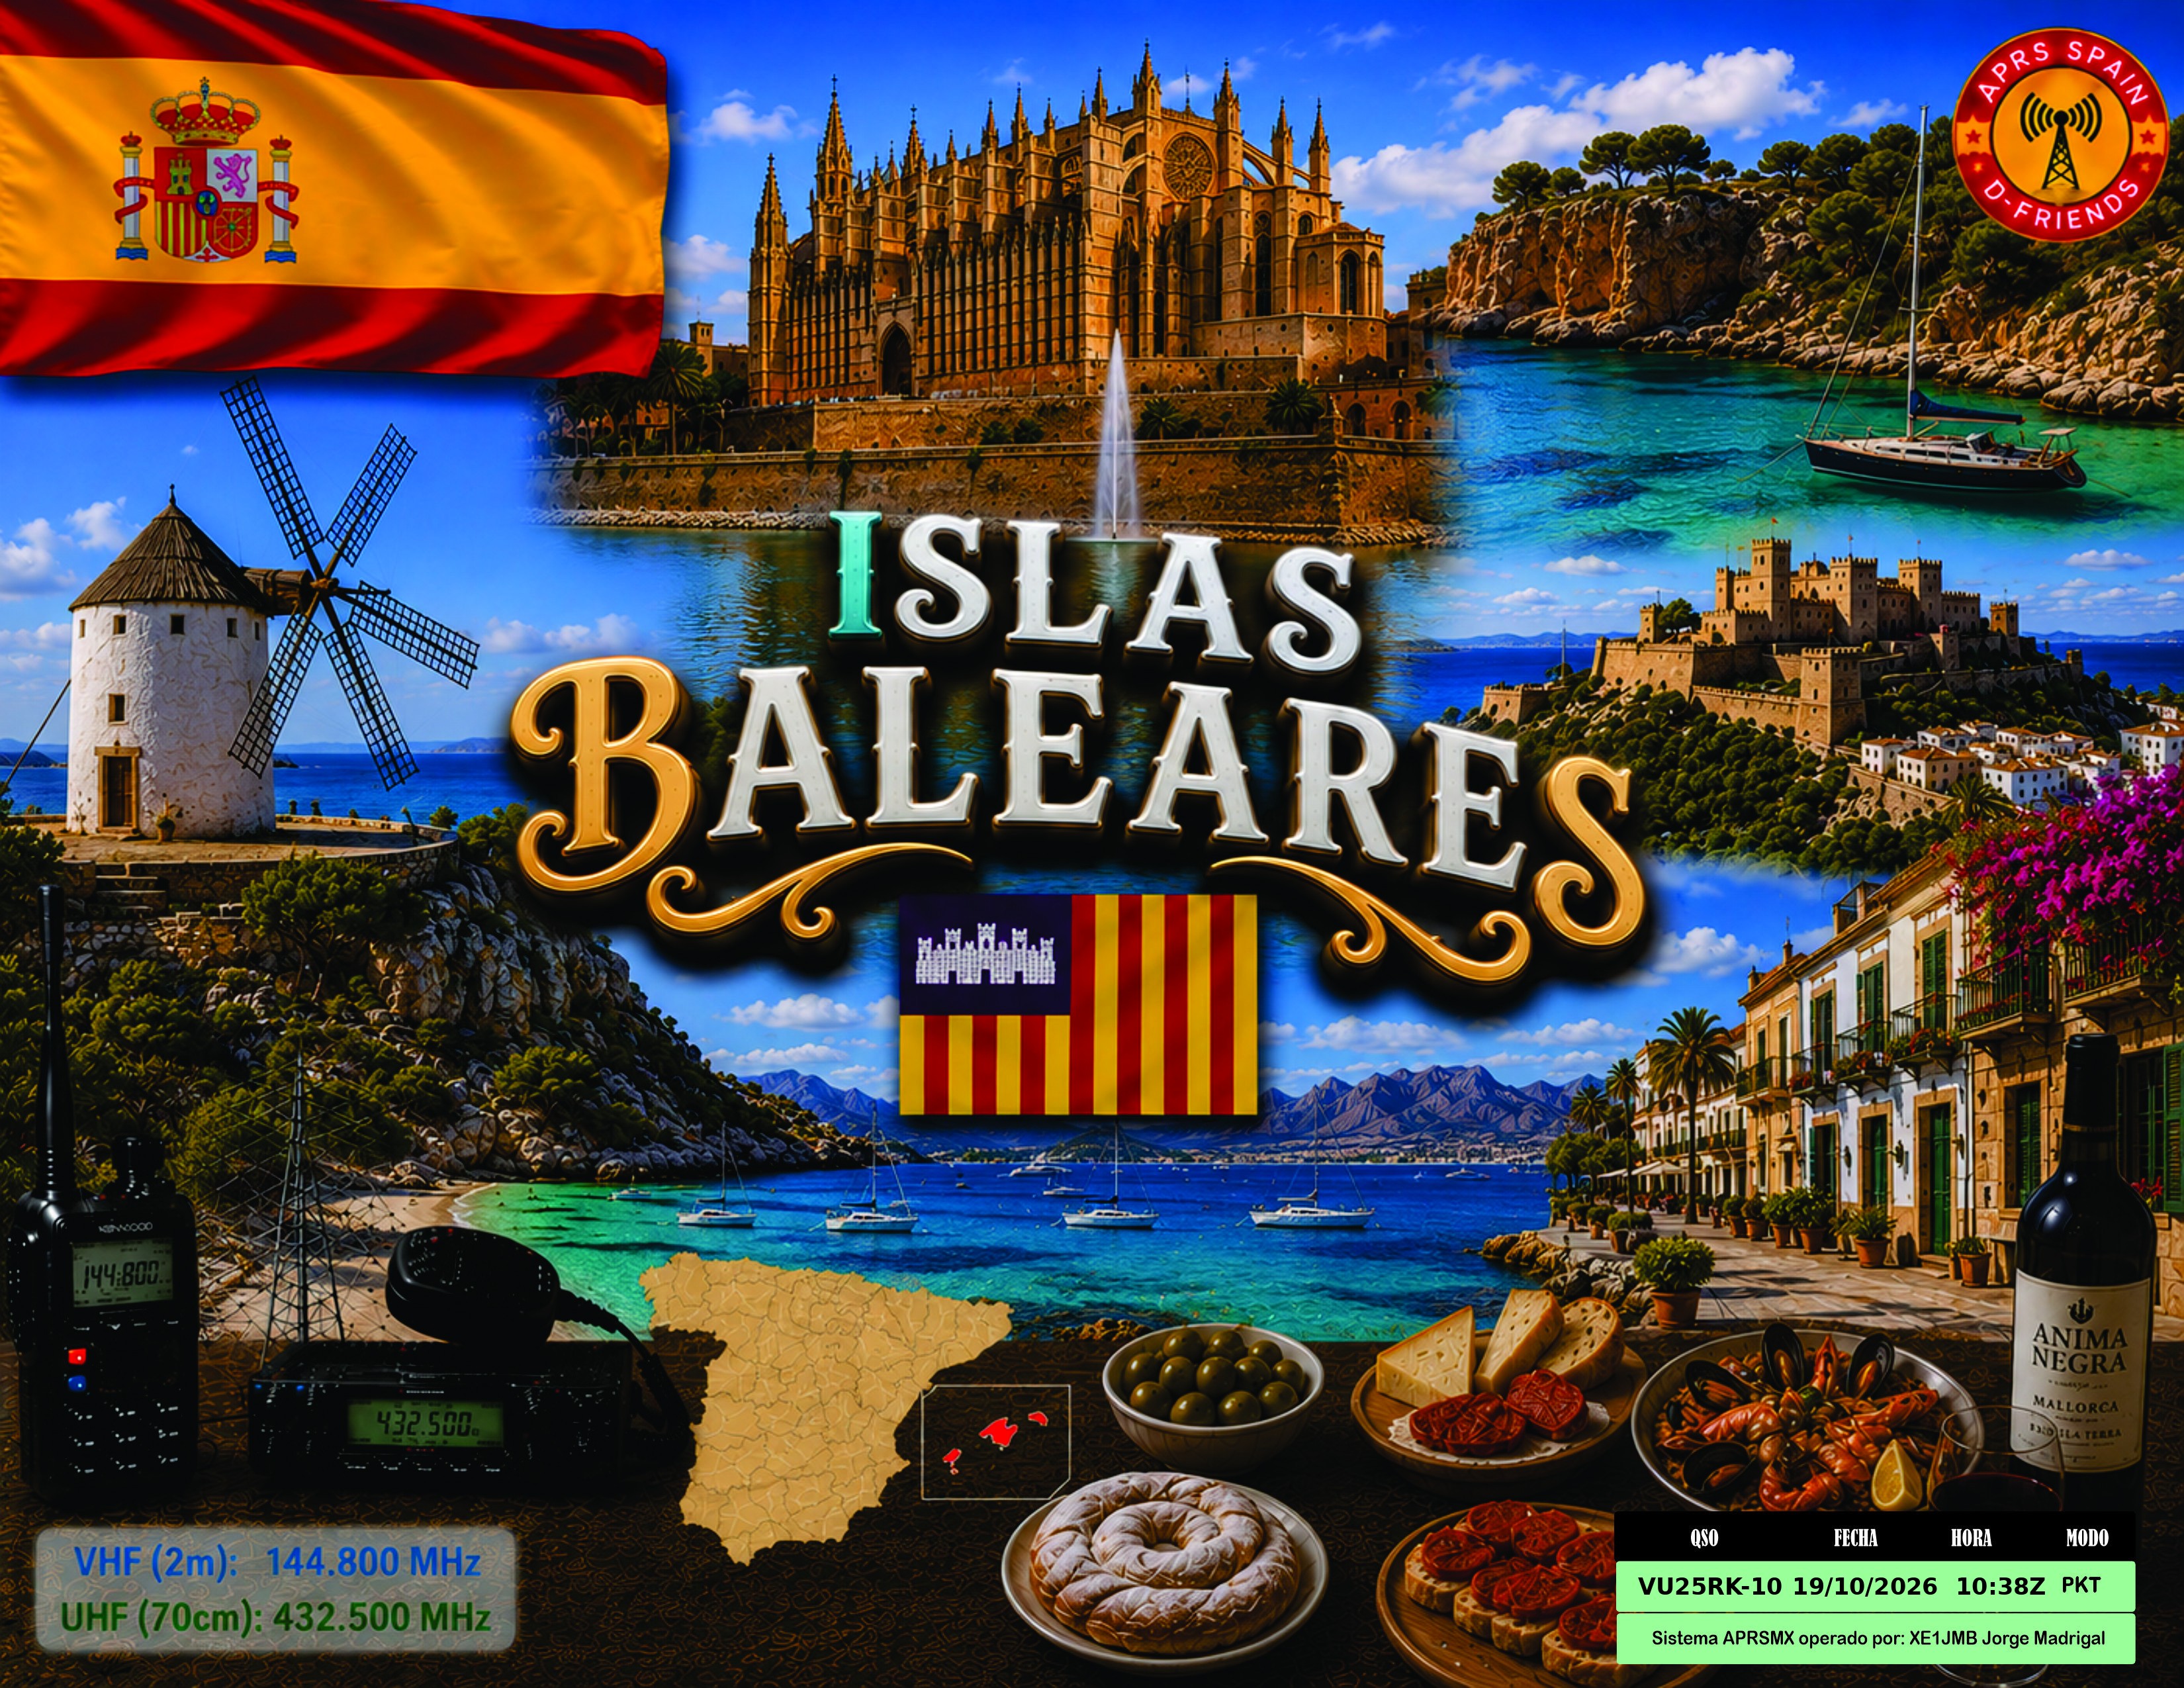 APRS SPAIN
D-FRIENDS
ISLAS
BALEARES
KENWOOD
144.800
432.500
ANIMA
NEGRA
MALLORCA
VHF (2m): 144.800 MHz
UHF (70cm): 432.500 MHz
QSO FECHA HORA MODO
VU25RK-10 19/10/2026 10:38Z PKT
Sistema APRSMX operado por: XE1JMB Jorge Madrigal